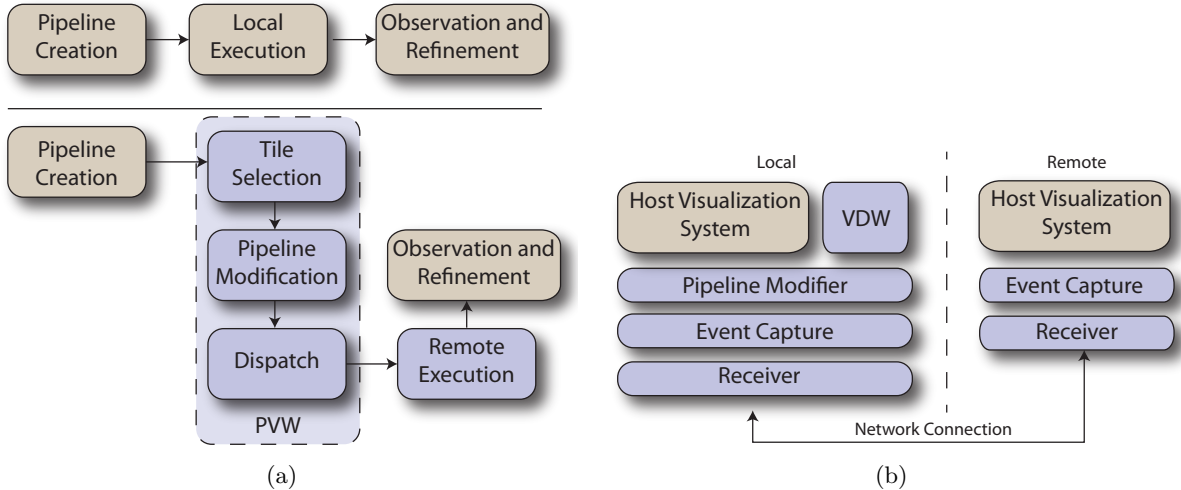 Pipeline
Creation
Local
Execution
Observation and
Refinement
Pipeline
Creation
Tile
Selection
Pipeline
Modification
Dispatch
PVW
Observation and
Refinement
Remote
Execution
(a)
Local
Remote
Host Visualization
System
VDW
Pipeline Modifier
Event Capture
Receiver
Host Visualization
System
Event Capture
Receiver
Network Connection
(b)